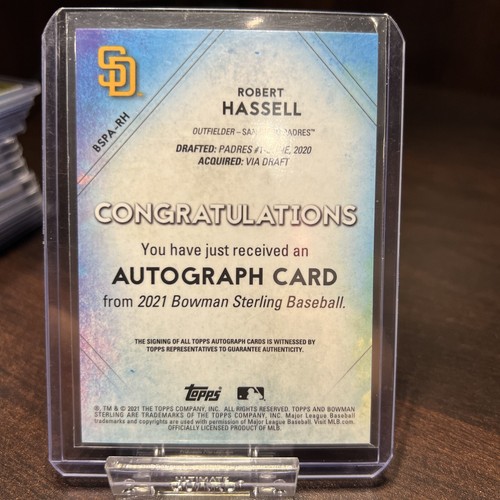 SD
BSPA-RH
ROBERT
HASSELL
OUTFIELDER – SAN PADRES™
DRAFTED: PADRES #1 2020
ACQUIRED: VIA DRAFT
CONGRATULATIONS
You have just received an
AUTOGRAPH CARD
from 2021 Bowman Sterling Baseball.
THE SIGNING OF ALL TOPPS AUTOGRAPH CARDS IS WITNESSED BY
TOPPS REPRESENTATIVES TO GUARANTEE AUTHENTICITY.
topps
®, TM & © 2021 THE TOPPS COMPANY, INC. ALL RIGHTS RESERVED. TOPPS AND BOWMAN
STERLING ARE TRADEMARKS OF THE TOPPS COMPANY, INC. Major League Baseball
trademarks and copyrights are used with permission of Major League Baseball. Visit MLB.com.
OFFICIALLY LICENSED PRODUCT OF MLB.
ULTIMATE